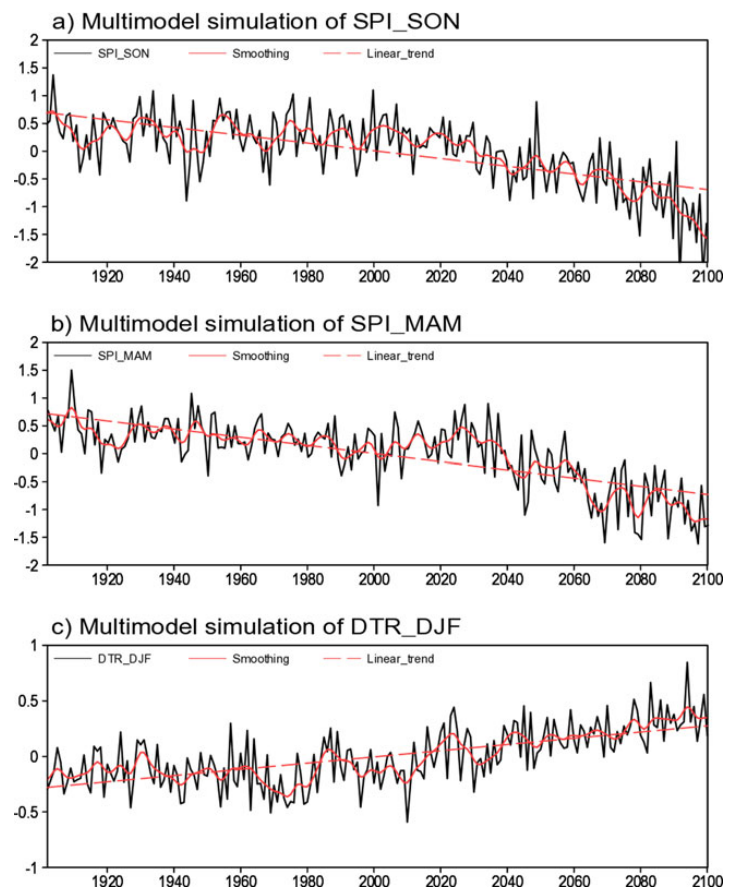 a) Multimodel simulation of SPI_SON
2
SPI_SON Smoothing Linear_trend
1.5
1
0.5
0
-0.5
-1
-1.5
-2
1920 1940 1960 1980 2000 2020 2040 2060 2080 2100
b) Multimodel simulation of SPI_MAM
2
SPI_MAM Smoothing Linear_trend
1.5
1
0.5
0
-0.5
-1
-1.5
-2
1920 1940 1960 1980 2000 2020 2040 2060 2080 2100
c) Multimodel simulation of DTR_DJF
1
DTR_DJF Smoothing Linear_trend
0.5
0
-0.5
-1
1920 1940 1960 1980 2000 2020 2040 2060 2080 2100